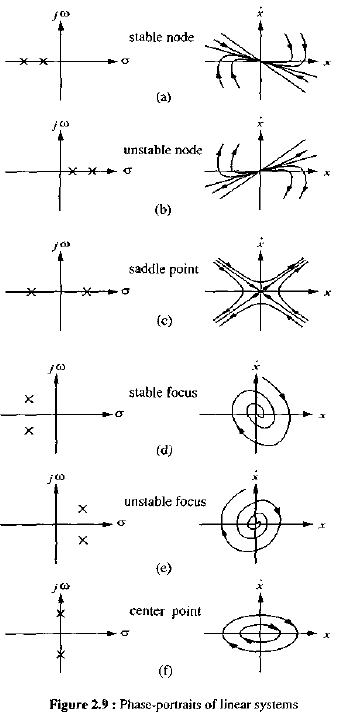 jω stable node ẋ
σ x
(a)
jω unstable node ẋ
σ x
(b)
jω saddle point ẋ
σ x
(c)
jω stable focus ẋ
σ x
(d)
jω unstable focus ẋ
σ x
(e)
jω center point ẋ
σ x
(f)
Figure 2.9 : Phase-portraits of linear systems